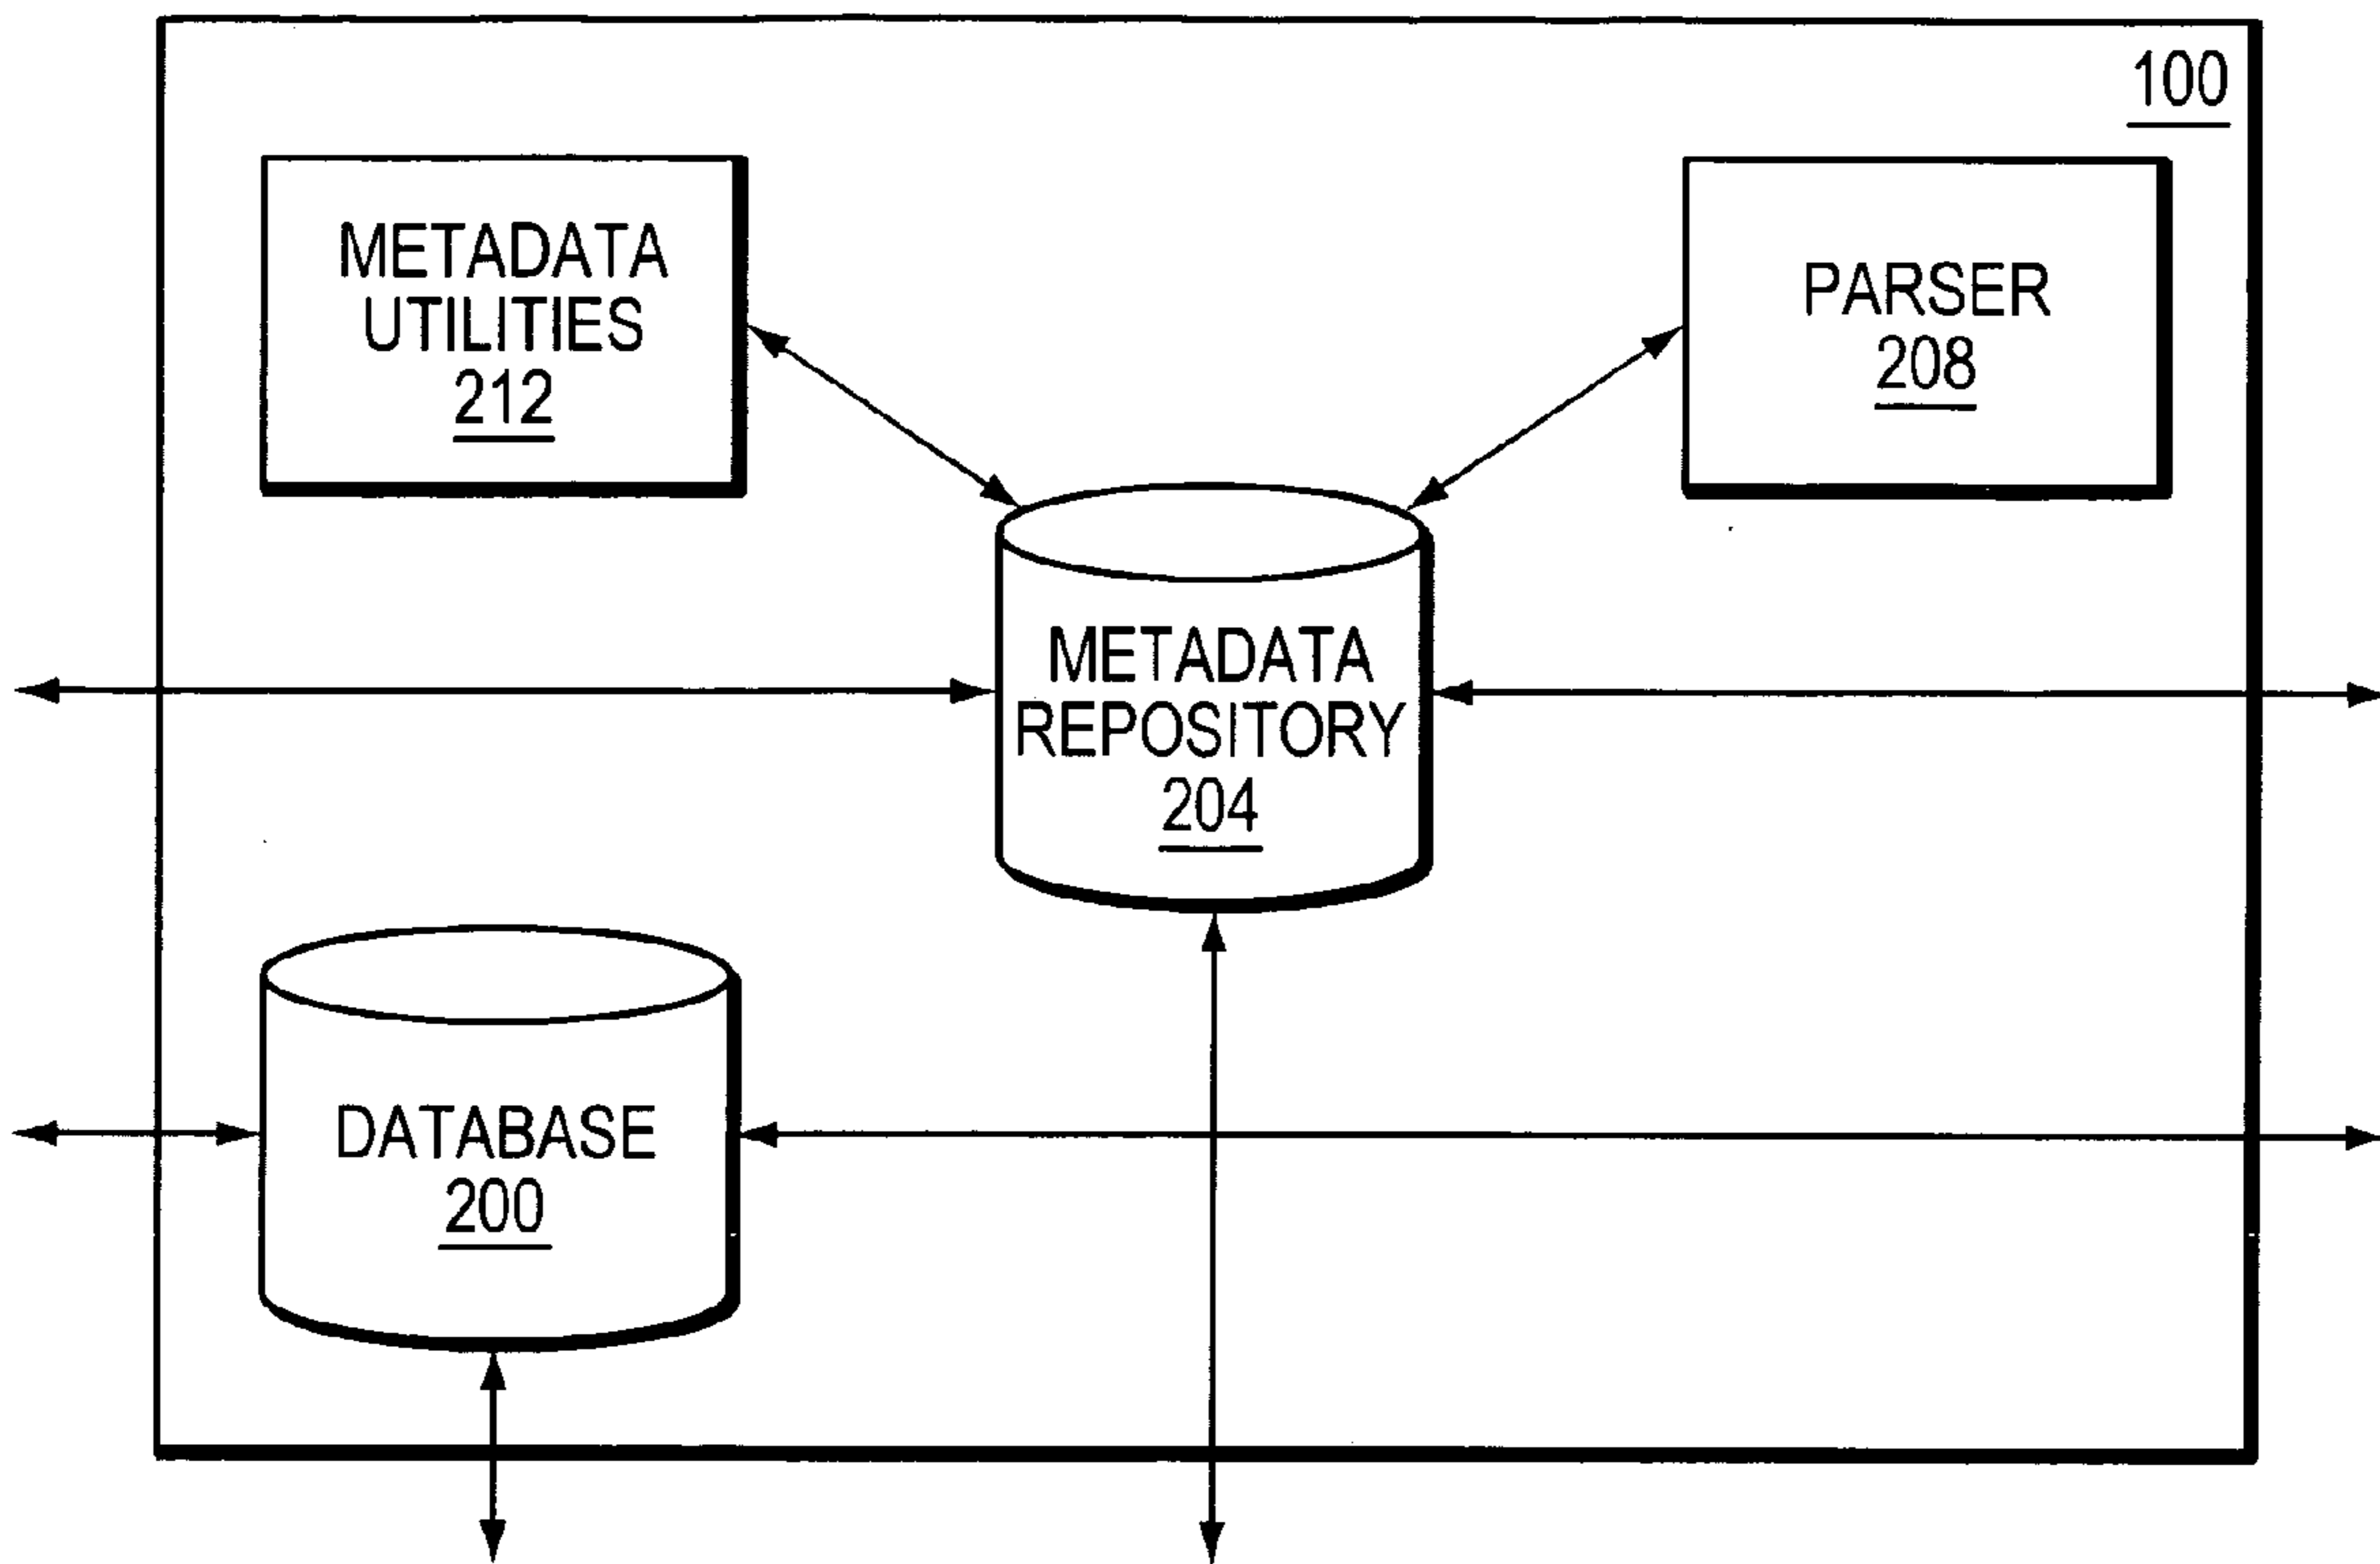 100
METADATA
UTILITIES
212
PARSER
208
METADATA
REPOSITORY
204
DATABASE
200